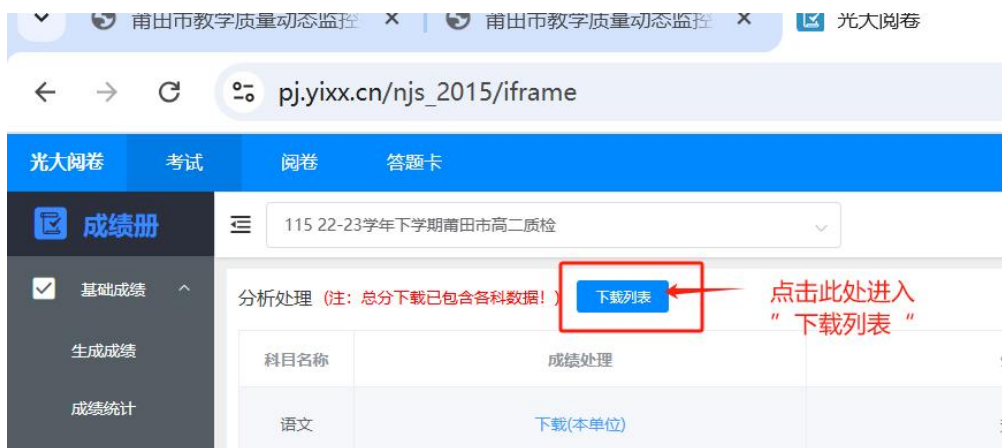 莆田市教学质量动态监控
莆田市教学质量动态监控
光大阅卷
pj.yixx.cn/njs_2015/iframe
光大阅卷 考试 阅卷 答题卡
成绩册
115 22-23学年下学期莆田市高二质检
基础成绩
分析处理 (注：总分下载已包含各科数据！) 下载列表
点击此处进入
”下载列表“
生成成绩
科目名称 成绩处理
成绩统计
语文 下载(本单位)